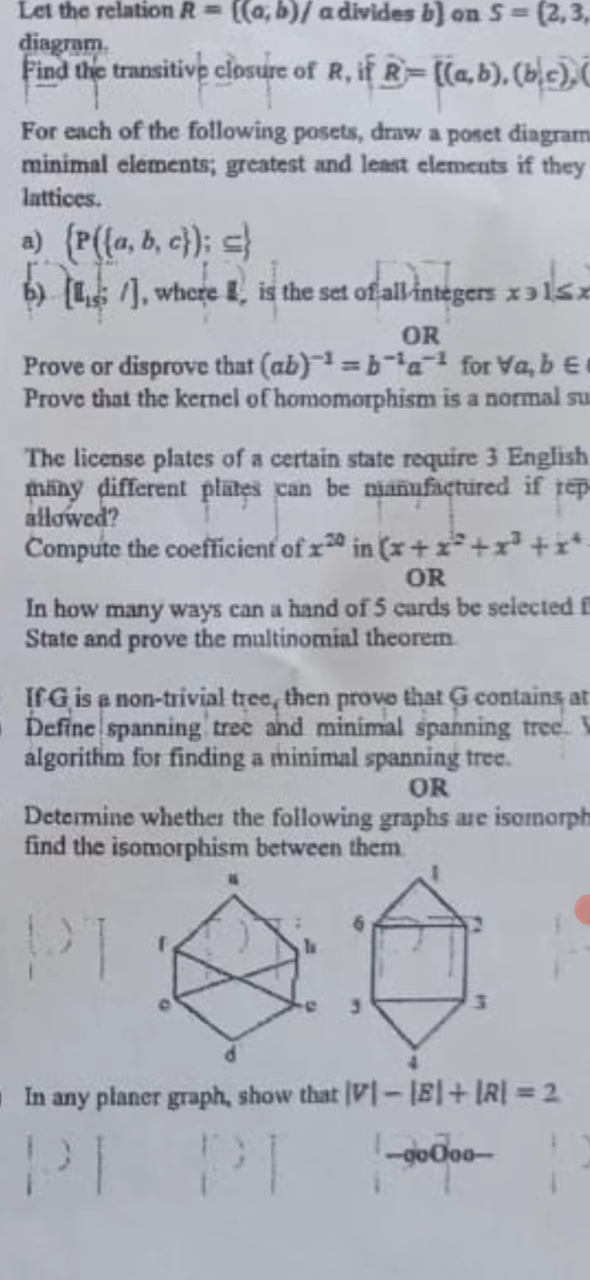 Let the relation R = {(a, b)/ a divides b} on S = {2, 3,
diagram.
Find the transitive closure of R, if R = {(a, b), (b, c), (
For each of the following posets, draw a poset diagram
minimal elements; greatest and least elements if they
lattices.
a) {P({a, b, c}); ⊆}
b) [I₁₅; /], where I, is the set of all integers x ∋ 1 ≤ x
OR
Prove or disprove that (ab)⁻¹ = b⁻¹a⁻¹ for ∀a, b ∈
Prove that the kernel of homomorphism is a normal su
The license plates of a certain state require 3 English
many different plates can be manufactured if rep
allowed?
Compute the coefficient of x²⁰ in (x + x² + x³ + x⁴
OR
In how many ways can a hand of 5 cards be selected f
State and prove the multinomial theorem.
If G is a non-trivial tree, then prove that G contains at
Define spanning tree and minimal spanning tree.
algorithm for finding a minimal spanning tree.
OR
Determine whether the following graphs are isomorph
find the isomorphism between them
a 1
f b 6 2
e c 3
d 4
In any planer graph, show that |V| − |E| + |R| = 2
—ooOoo—